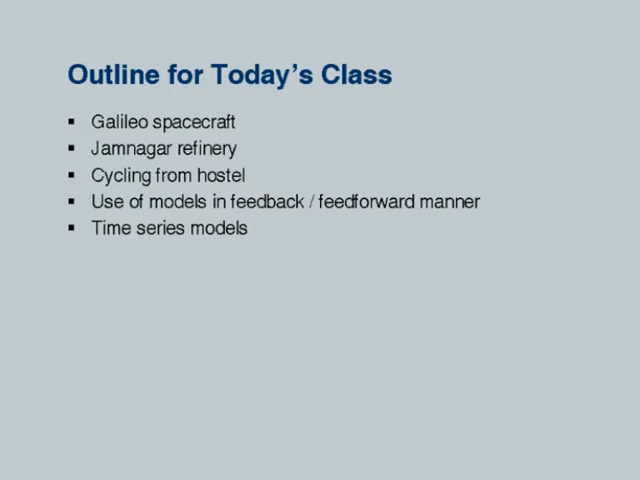 Outline for Today's Class
▪ Galileo spacecraft
▪ Jamnagar refinery
▪ Cycling from hostel
▪ Use of models in feedback / feedforward manner
▪ Time series models